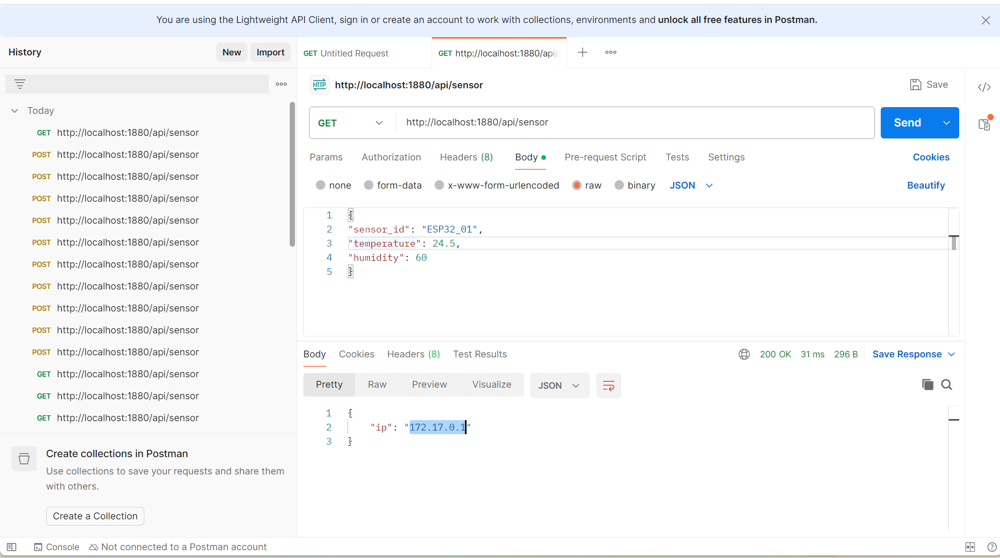 You are using the Lightweight API Client, sign in or create an account to work with collections, environments and unlock all free features in Postman.
History
New
Import
GET Untitled Request
GET http://localhost:1880/api/
HTTP http://localhost:1880/api/sensor
Save
Today
GET http://localhost:1880/api/sensor
POST http://localhost:1880/api/sensor
POST http://localhost:1880/api/sensor
POST http://localhost:1880/api/sensor
POST http://localhost:1880/api/sensor
POST http://localhost:1880/api/sensor
POST http://localhost:1880/api/sensor
POST http://localhost:1880/api/sensor
POST http://localhost:1880/api/sensor
POST http://localhost:1880/api/sensor
POST http://localhost:1880/api/sensor
GET http://localhost:1880/api/sensor
GET http://localhost:1880/api/sensor
GET http://localhost:1880/api/sensor
Create collections in Postman
Use collections to save your requests and share them
with others.
Create a Collection
GET
http://localhost:1880/api/sensor
Send
Params Authorization Headers (8) Body Pre-request Script Tests Settings
Cookies
none form-data x-www-form-urlencoded raw binary JSON
Beautify
1 {
2 "sensor_id": "ESP32_01",
3 "temperature": 24.5,
4 "humidity": 60
5 }
Body Cookies Headers (8) Test Results
200 OK 31 ms 296 B Save Response
Pretty Raw Preview Visualize JSON
1 {
2 "ip": "172.17.0.1"
3 }
Console Not connected to a Postman account